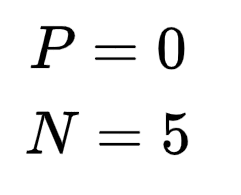 P = 0
N = 5